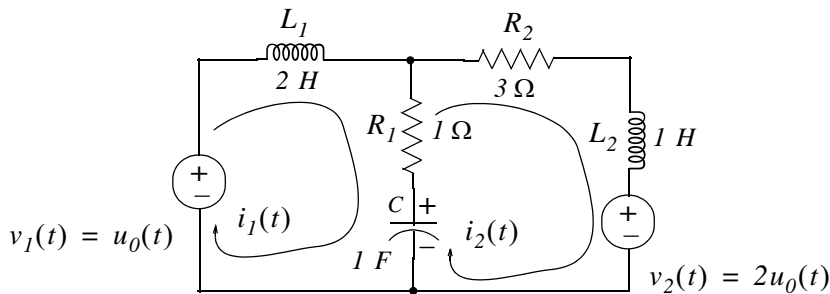 L₁
2 H
R₂
3 Ω
R₁
1 Ω
L₂
1 H
+
−
C
+
−
1 F
+
−
i₁(t)
i₂(t)
v₁(t) = u₀(t)
v₂(t) = 2u₀(t)